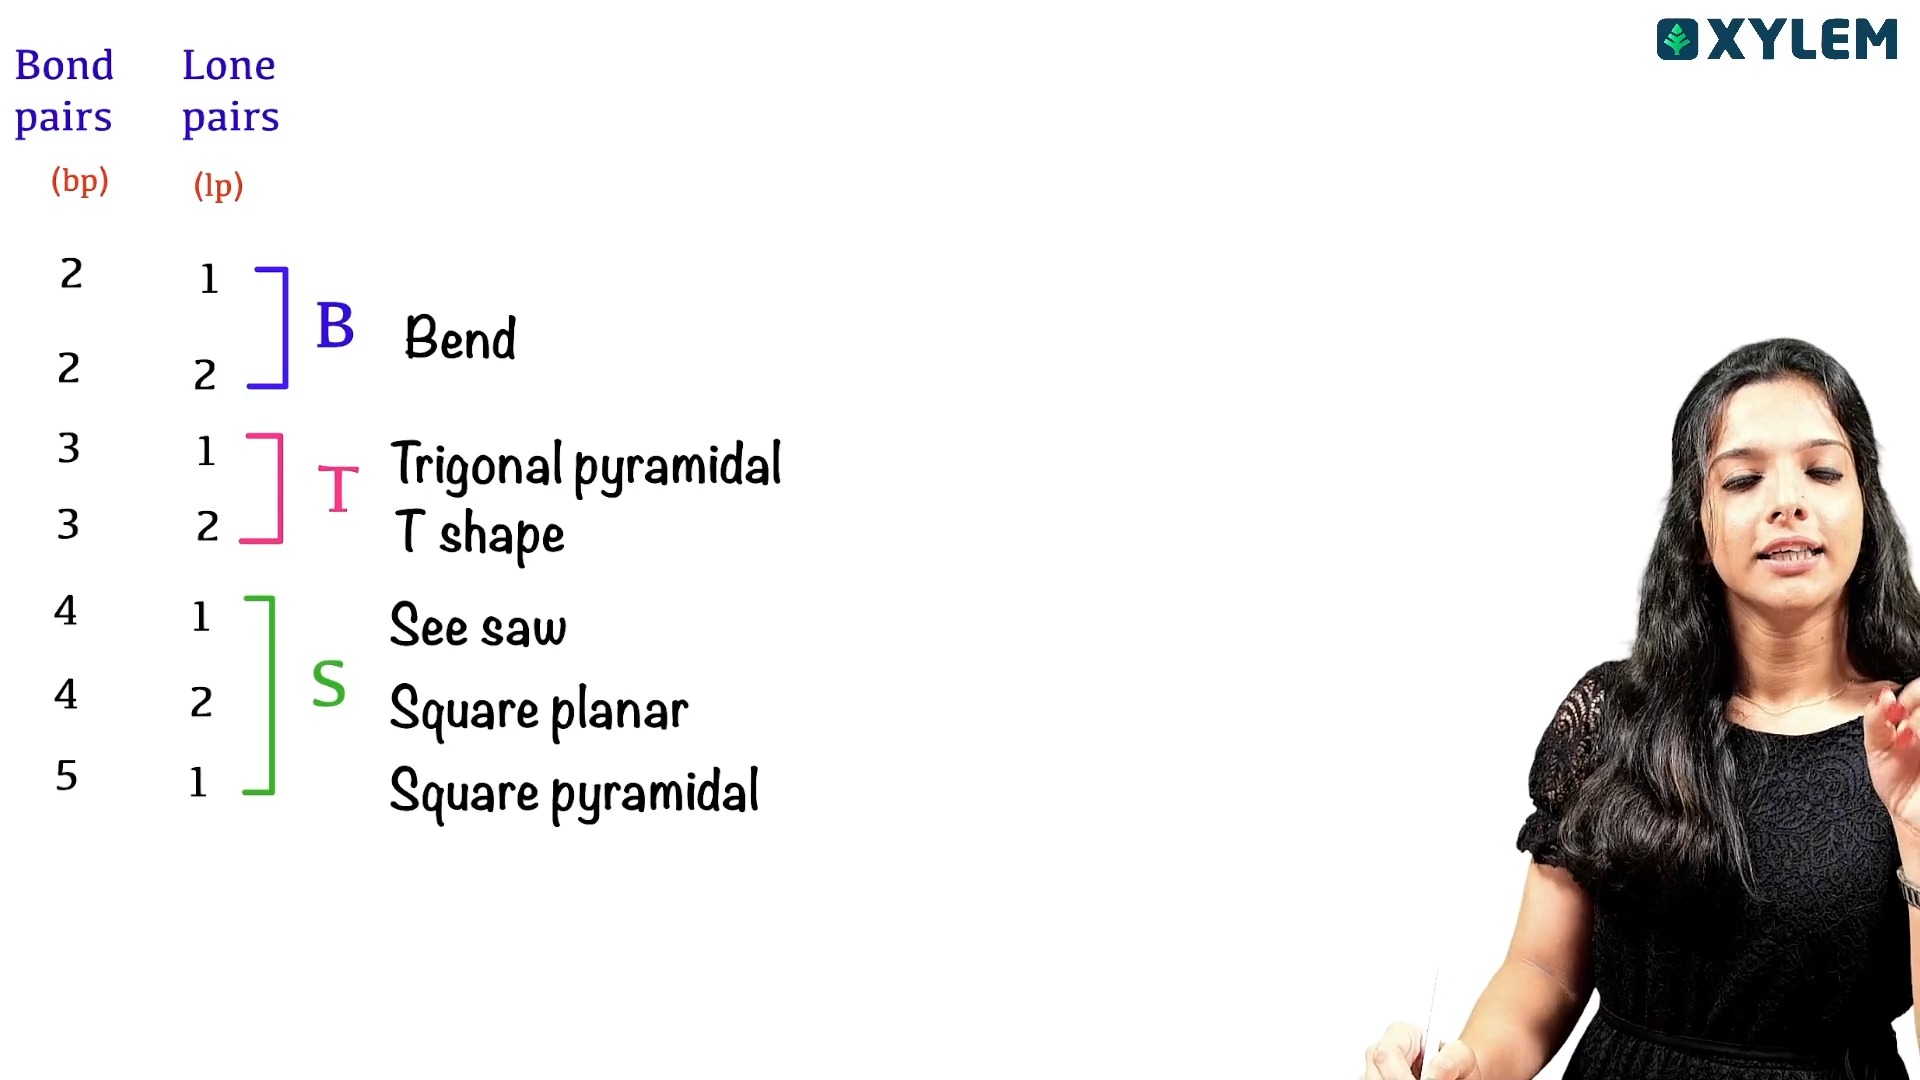 XYLEM
Bond Lone
pairs pairs
(bp) (lp)
2 1
B Bend
2 2
3 1
T Trigonal pyramidal
3 2 T shape
4 1 See saw
S
4 2 Square planar
5 1 Square pyramidal